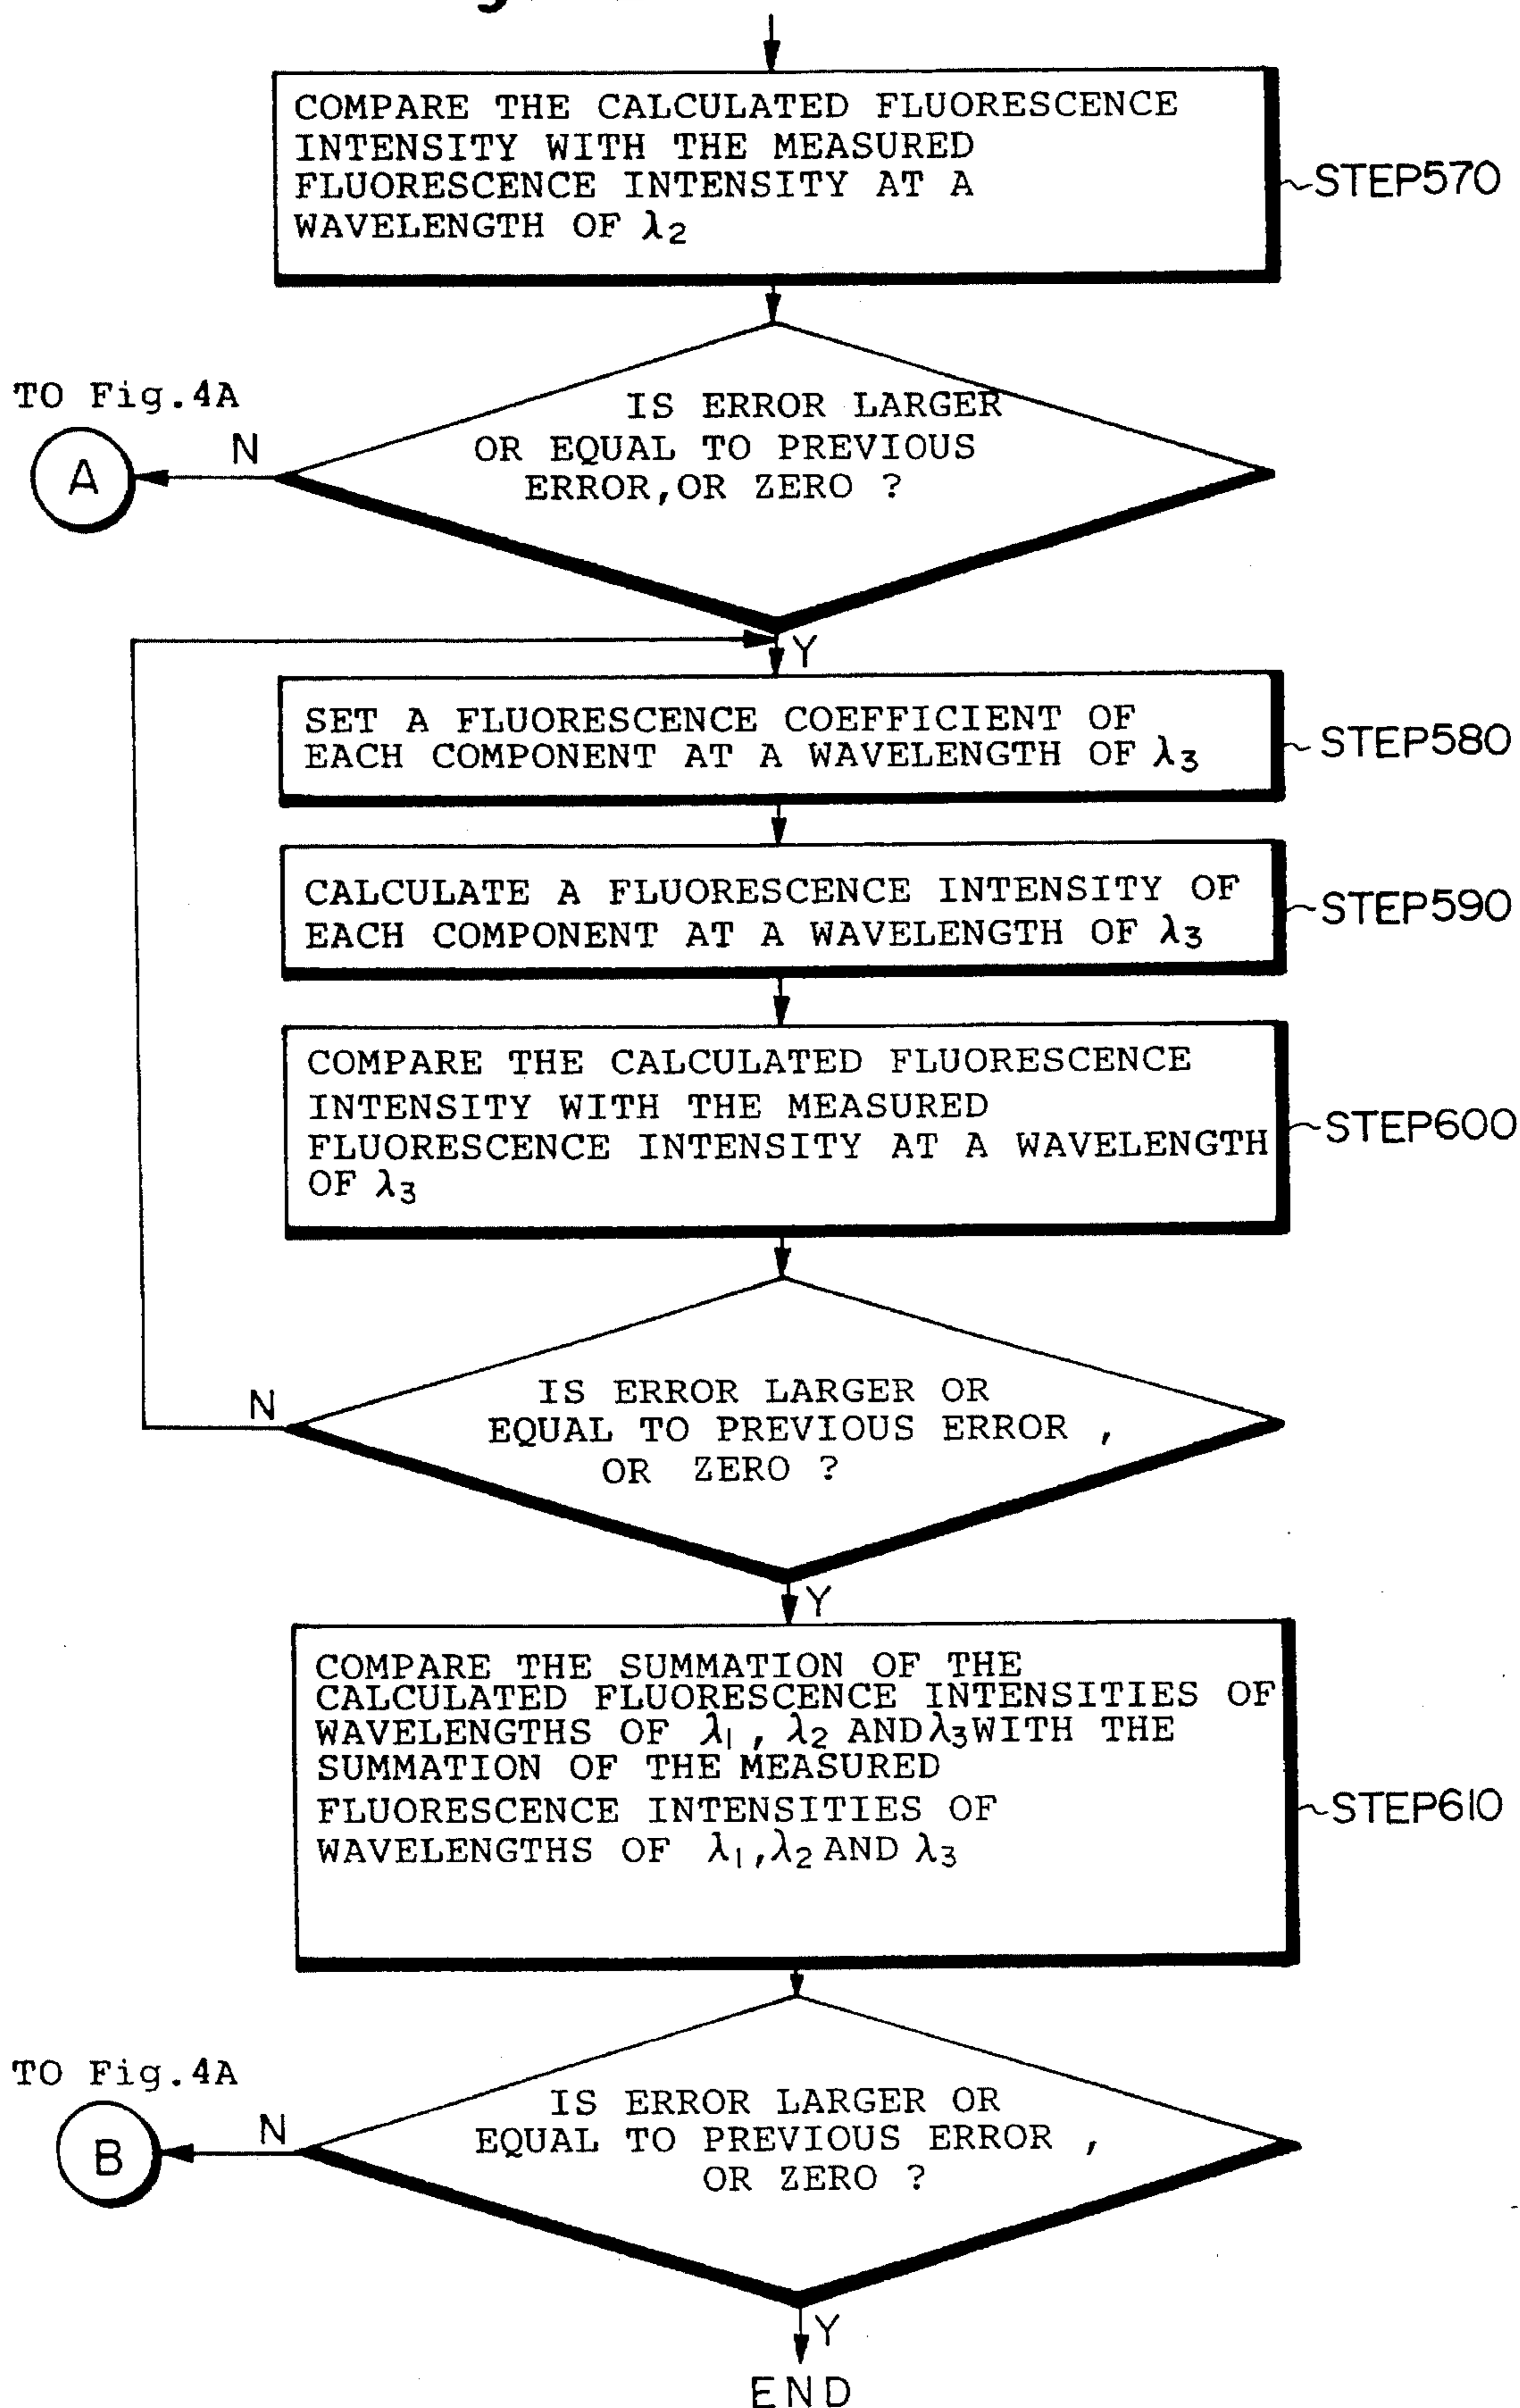 COMPARE THE CALCULATED FLUORESCENCE
INTENSITY WITH THE MEASURED
FLUORESCENCE INTENSITY AT A
WAVELENGTH OF λ2
STEP570
TO Fig.4A
A
N
IS ERROR LARGER
OR EQUAL TO PREVIOUS
ERROR,OR ZERO ?
Y
SET A FLUORESCENCE COEFFICIENT OF
EACH COMPONENT AT A WAVELENGTH OF λ3
STEP580
CALCULATE A FLUORESCENCE INTENSITY OF
EACH COMPONENT AT A WAVELENGTH OF λ3
STEP590
COMPARE THE CALCULATED FLUORESCENCE
INTENSITY WITH THE MEASURED
FLUORESCENCE INTENSITY AT A WAVELENGTH
OF λ3
STEP600
N
IS ERROR LARGER OR
EQUAL TO PREVIOUS ERROR ,
OR ZERO ?
Y
COMPARE THE SUMMATION OF THE
CALCULATED FLUORESCENCE INTENSITIES OF
WAVELENGTHS OF λ1 , λ2 AND λ3 WITH THE
SUMMATION OF THE MEASURED
FLUORESCENCE INTENSITIES OF
WAVELENGTHS OF λ1,λ2 AND λ3
STEP610
TO Fig.4A
B
N
IS ERROR LARGER OR
EQUAL TO PREVIOUS ERROR ,
OR ZERO ?
Y
END